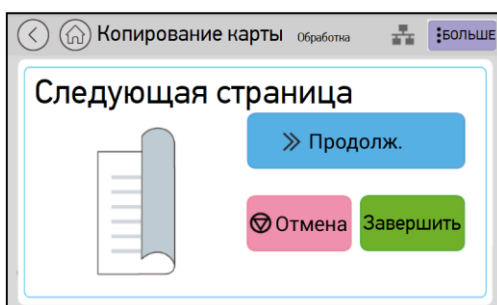 Копирование карты Обработка БОЛЬШЕ
Следующая страница
Продолж.
Отмена Завершить